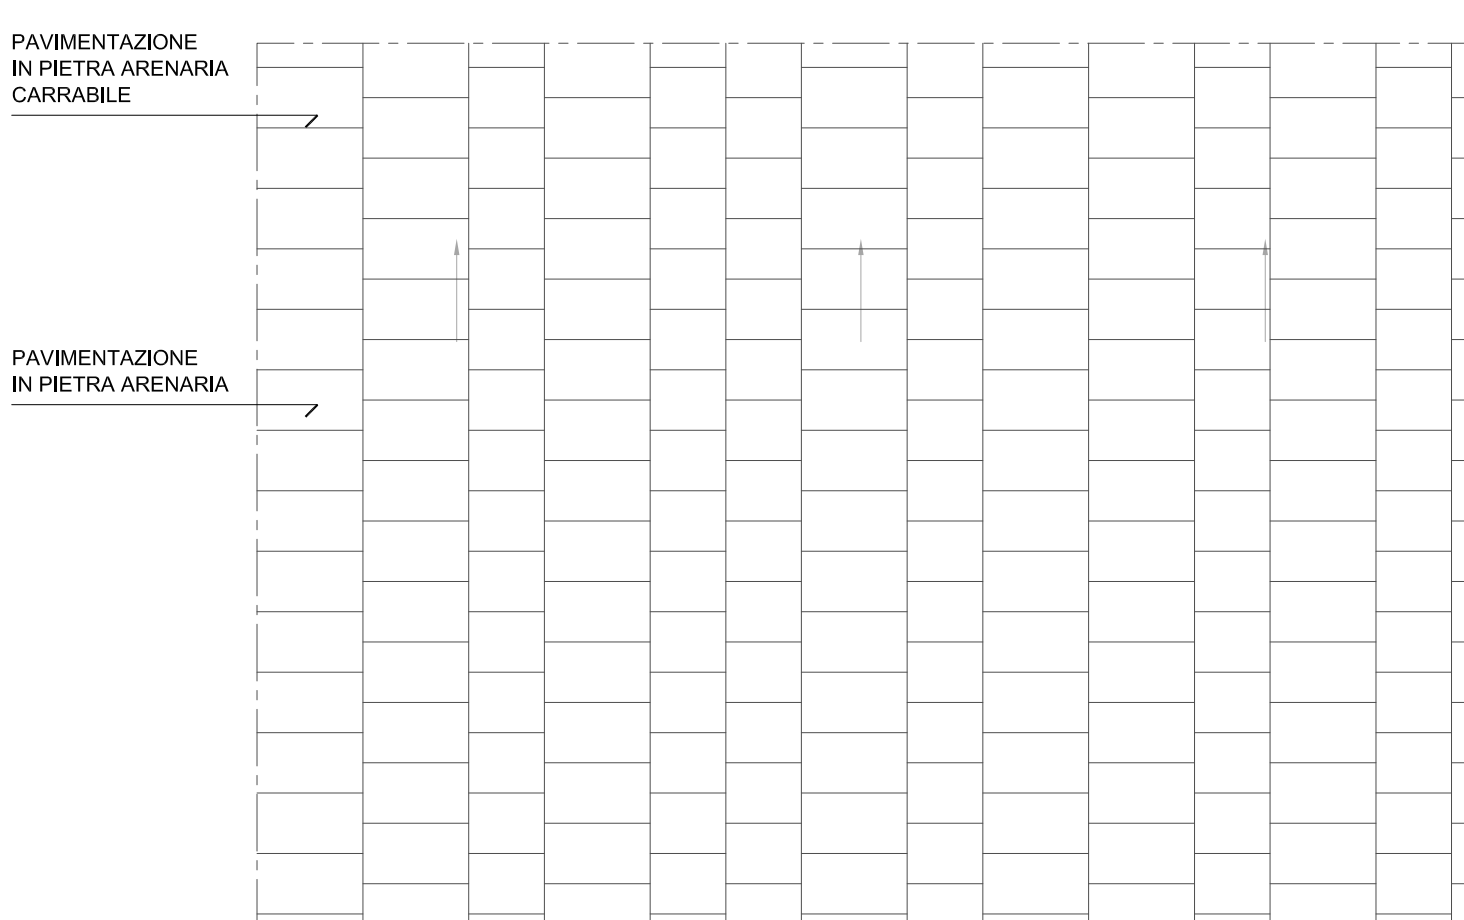 PAVIMENTAZIONE
IN PIETRA ARENARIA
CARRABILE
PAVIMENTAZIONE
IN PIETRA ARENARIA